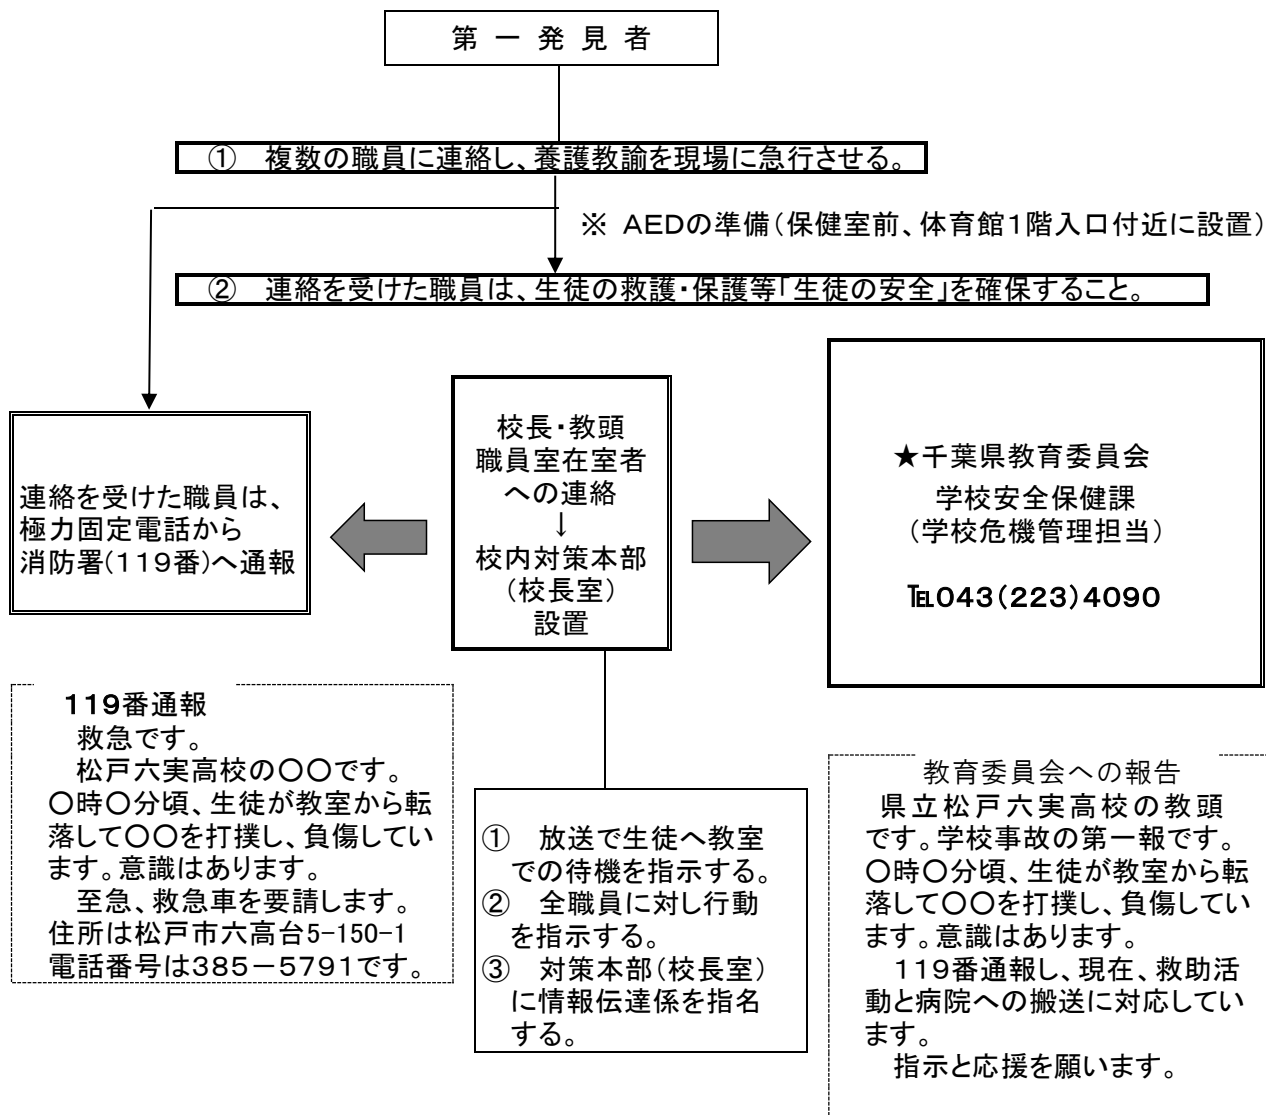 第 一 発 見 者
① 複数の職員に連絡し、養護教諭を現場に急行させる。
※ AEDの準備(保健室前、体育館1階入口付近に設置)
② 連絡を受けた職員は、生徒の救護・保護等「生徒の安全」を確保すること。
連絡を受けた職員は、
極力固定電話から
消防署(119番)へ通報
校長・教頭
職員室在室者
への連絡
↓
校内対策本部
(校長室)
設置
★千葉県教育委員会
学校安全保健課
(学校危機管理担当)
℡043(223)4090
119番通報
救急です。
松戸六実高校の〇〇です。
〇時〇分頃、生徒が教室から転
落して〇〇を打撲し、負傷してい
ます。意識はあります。
至急、救急車を要請します。
住所は松戸市六高台5-150-1
電話番号は385-5791です。
① 放送で生徒へ教室
での待機を指示する。
② 全職員に対し行動
を指示する。
③ 対策本部(校長室)
に情報伝達係を指名
する。
教育委員会への報告
県立松戸六実高校の教頭
です。学校事故の第一報です。
〇時〇分頃、生徒が教室から転
落して〇〇を打撲し、負傷してい
ます。意識はあります。
119番通報し、現在、救助活
動と病院への搬送に対応してい
ます。
指示と応援を願います。